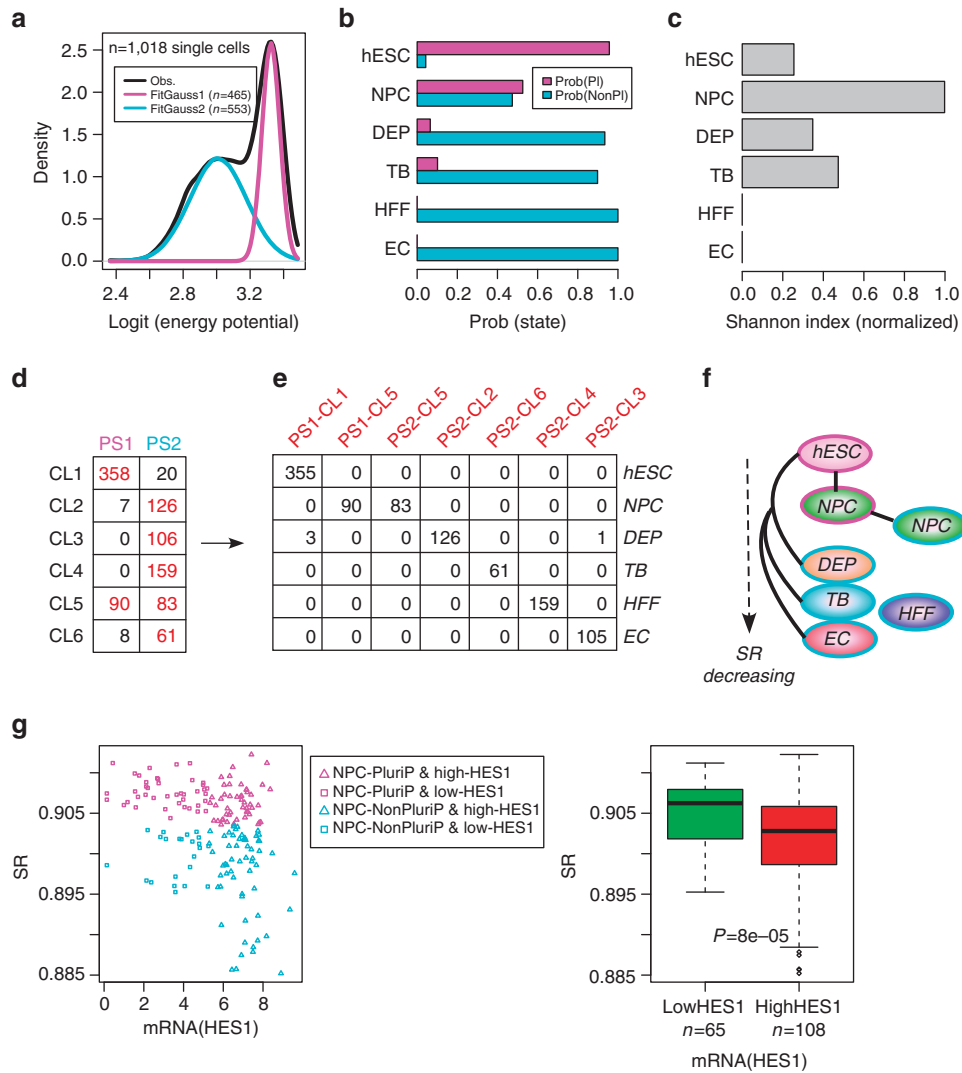 a
n=1,018 single cells
Obs.
FitGauss1 (n=465)
FitGauss2 (n=553)
Density
2.5
2.0
1.5
1.0
0.5
0.0
2.4 2.8 3.2
Logit (energy potential)
b
hESC
NPC
DEP
TB
HFF
EC
Prob(Pl)
Prob(NonPl)
0.0 0.2 0.4 0.6 0.8 1.0
Prob (state)
c
hESC
NPC
DEP
TB
HFF
EC
0.0 0.2 0.4 0.6 0.8 1.0
Shannon index (normalized)
d
PS1 PS2
CL1 358 20
CL2 7 126
CL3 0 106
CL4 0 159
CL5 90 83
CL6 8 61
e
PS1-CL1 PS1-CL5 PS2-CL5 PS2-CL2 PS2-CL6 PS2-CL4 PS2-CL3
355 0 0 0 0 0 0 hESC
0 90 83 0 0 0 0 NPC
3 0 0 126 0 0 1 DEP
0 0 0 0 61 0 0 TB
0 0 0 0 0 159 0 HFF
0 0 0 0 0 0 105 EC
f
hESC
NPC
NPC
DEP
TB
HFF
EC
SR
decreasing
g
SR
0.905
0.895
0.885
0 2 4 6 8
mRNA(HES1)
NPC-PluriP & high-HES1
NPC-PluriP & low-HES1
NPC-NonPluriP & high-HES1
NPC-NonPluriP & low-HES1
SR
0.905
0.895
0.885
P=8e–05
LowHES1 HighHES1
n=65 n=108
mRNA(HES1)